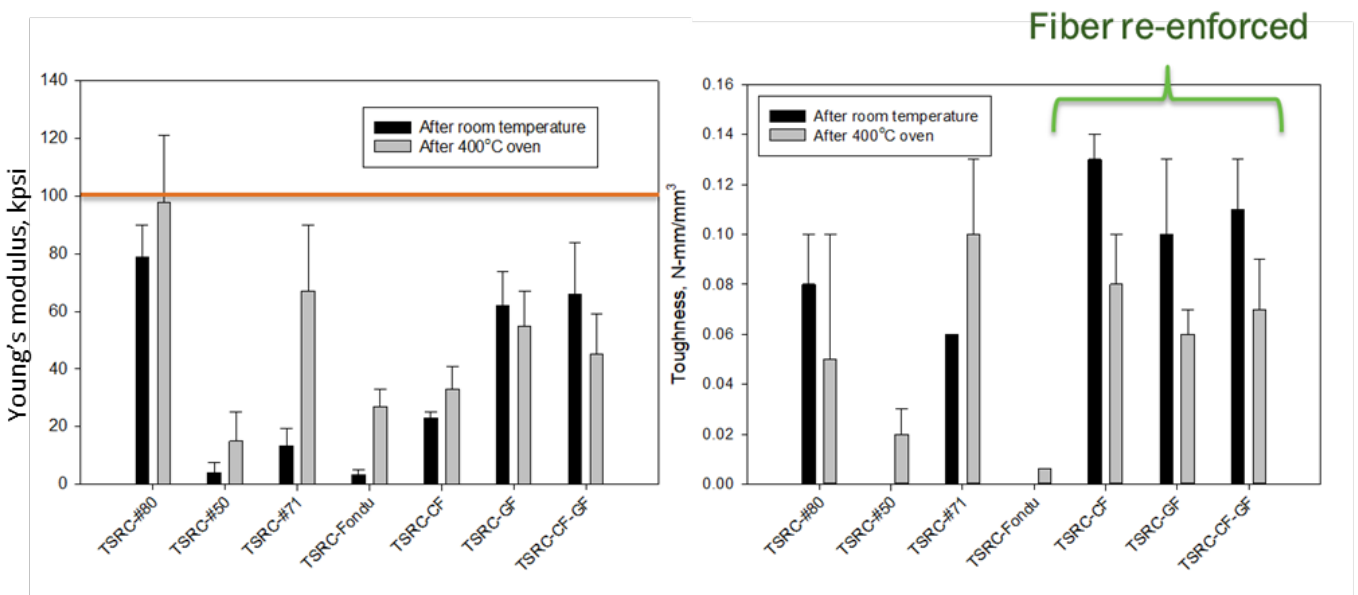 Fiber re-enforced
Young's modulus, kpsi
140
120
100
80
60
40
20
0
After room temperature
After 400°C oven
TSRC-#80
TSRC-#50
TSRC-#71
TSRC-Fondu
TSRC-CF
TSRC-GF
TSRC-CF-GF
Toughness, N-mm/mm³
0.16
0.14
0.12
0.10
0.08
0.06
0.04
0.02
0.00
After room temperature
After 400°C oven
TSRC-#80
TSRC-#50
TSRC-#71
TSRC-Fondu
TSRC-CF
TSRC-GF
TSRC-CF-GF